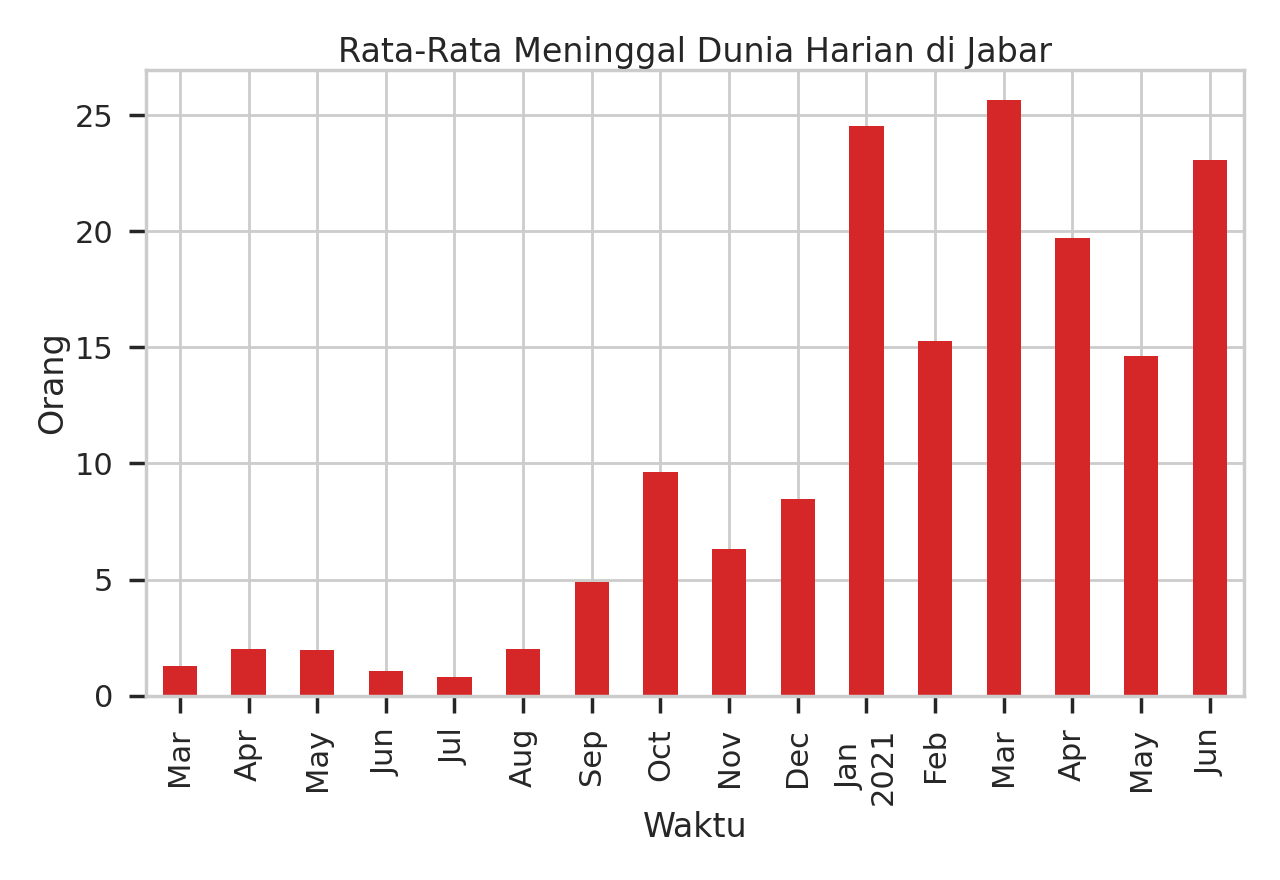 Rata-Rata Meninggal Dunia Harian di Jabar
25
20
15
10
5
0
Orang
Mar
Apr
May
Jun
Jul
Aug
Sep
Oct
Nov
Dec
Jan
2021
Feb
Mar
Apr
May
Jun
Waktu